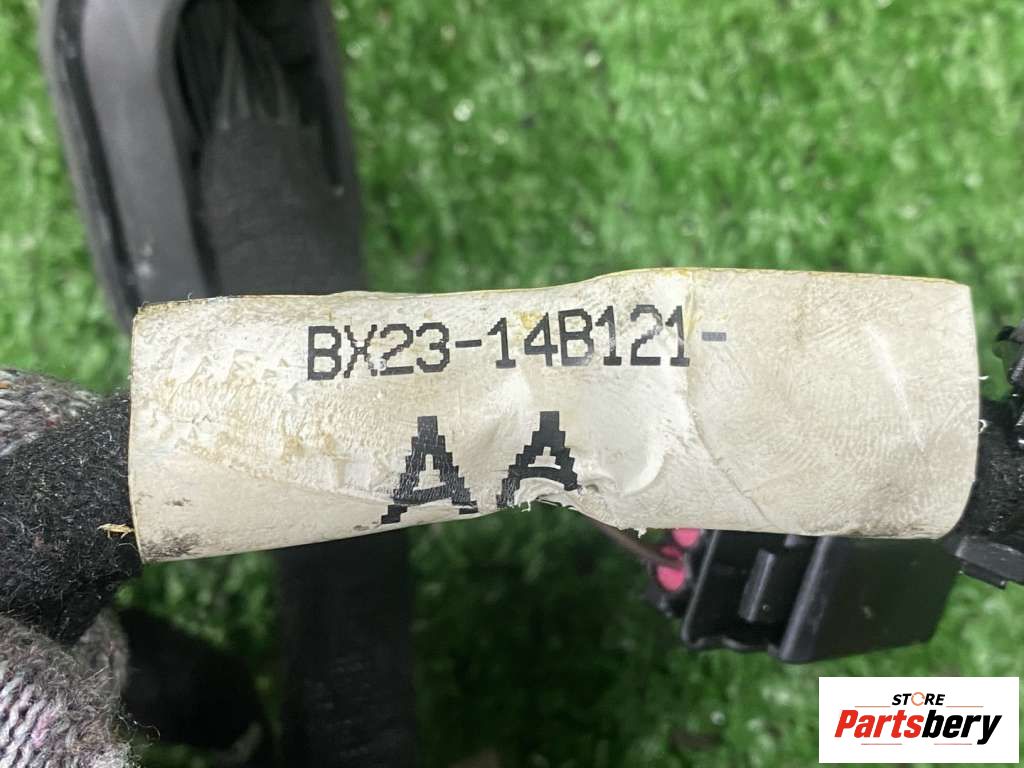 BX23-14B121-
AA
STORE
Partsbery